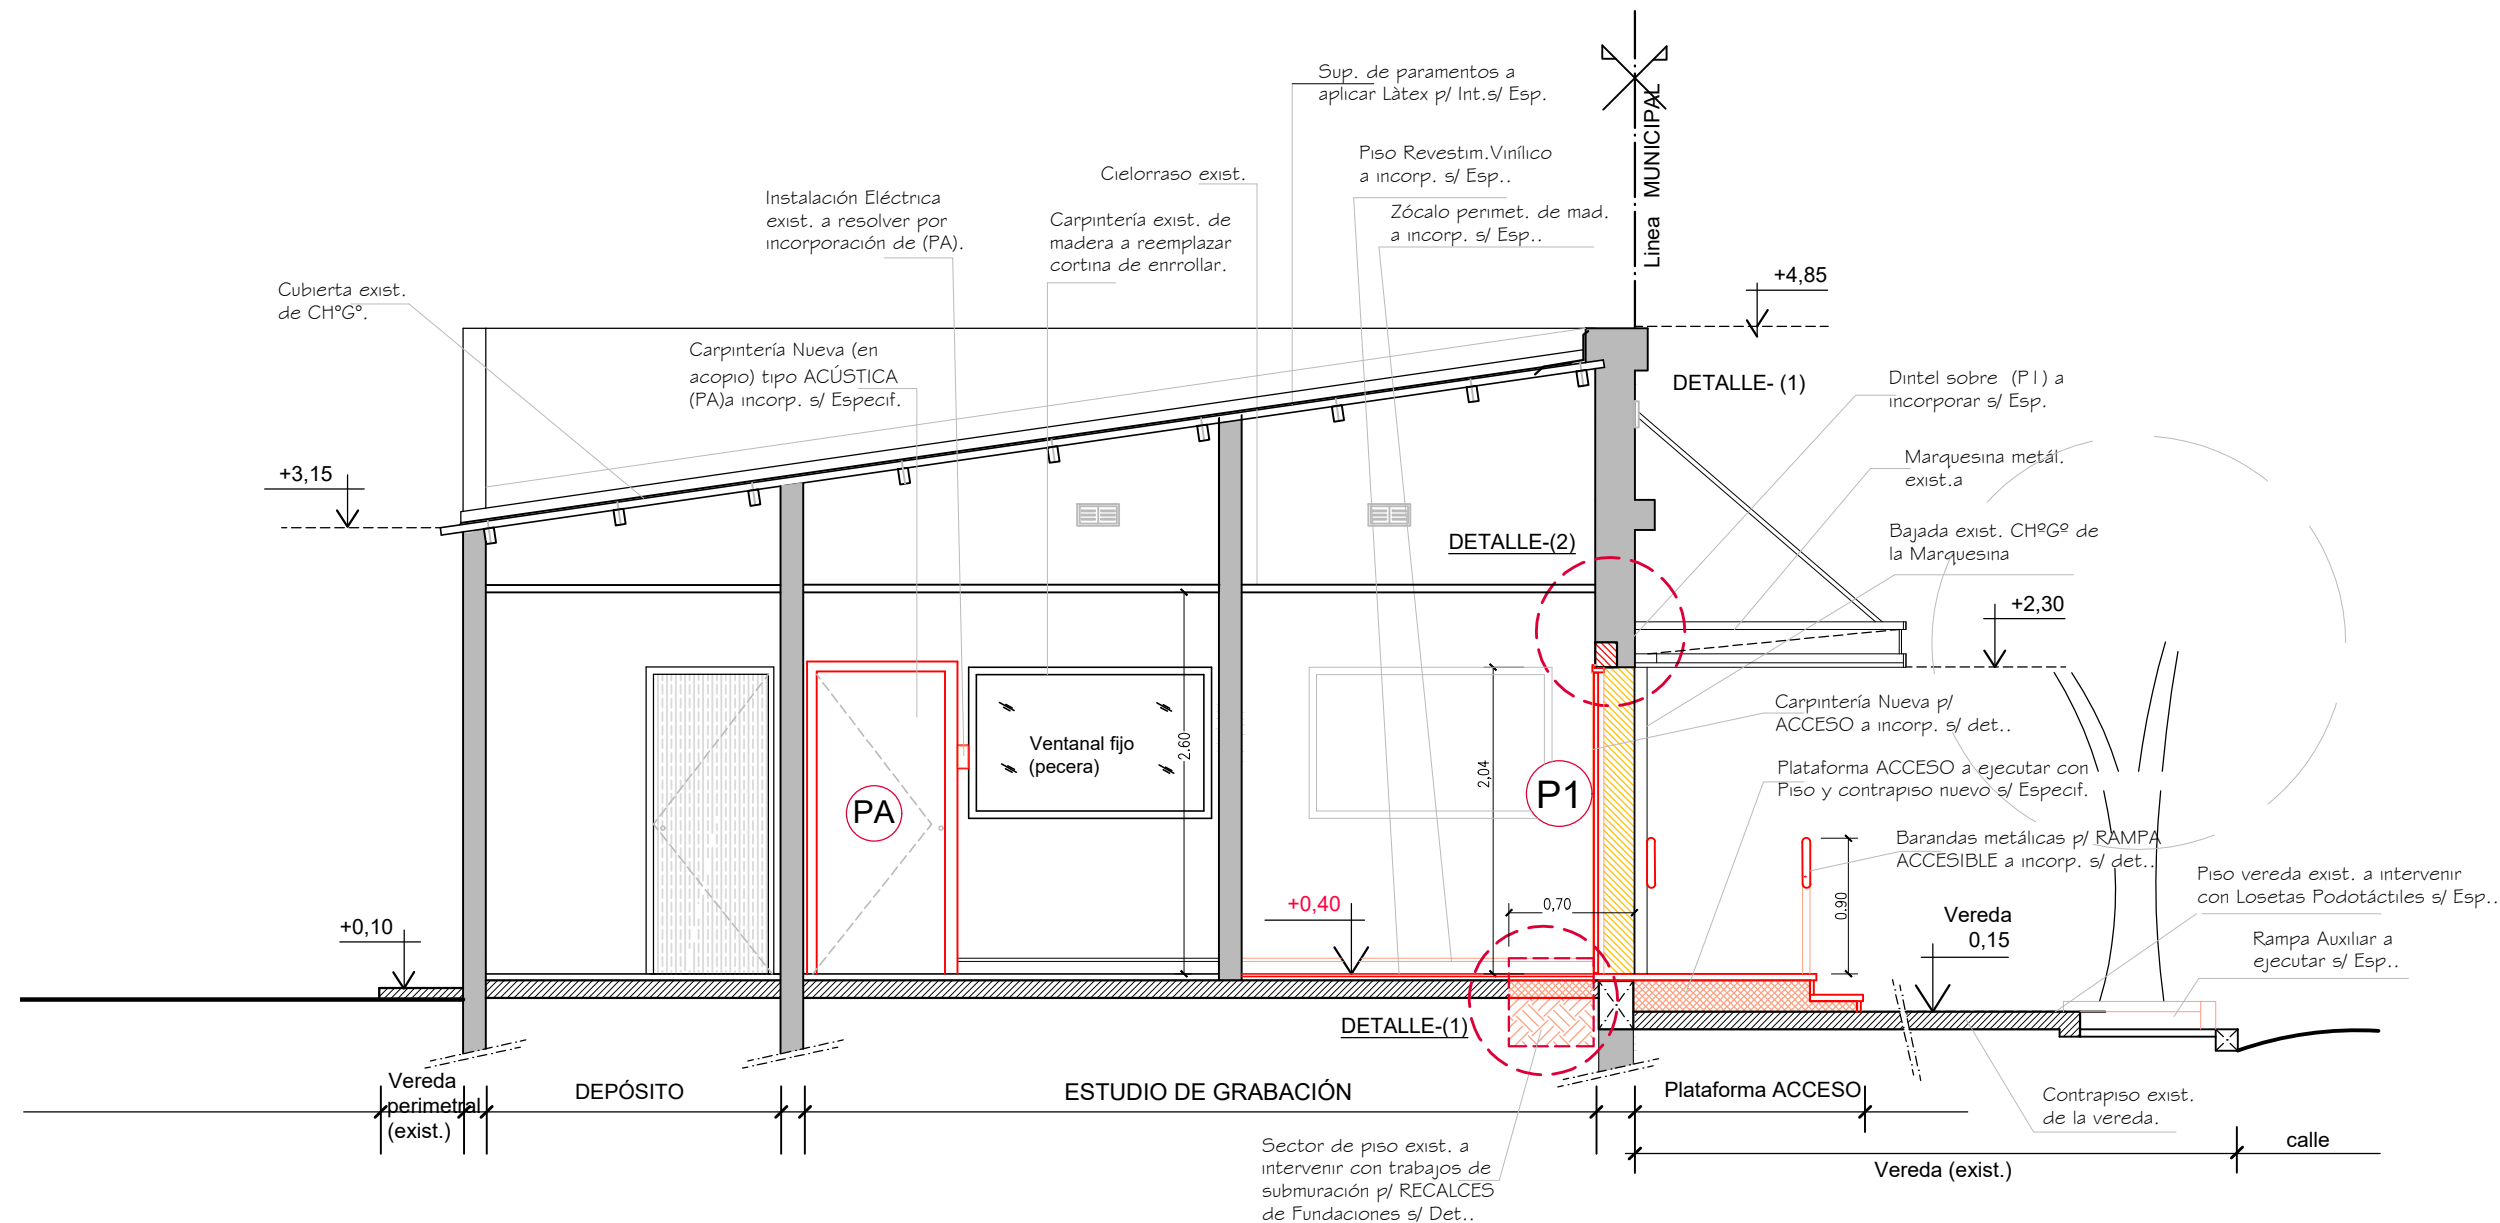 Linea MUNICIPAL
Sup. de paramentos a
aplicar Làtex p/ Int.s/ Esp.
Piso Revestim.Vinílico
a incorp. s/ Esp..
Cielorraso exist.
Zócalo perimet. de mad.
a incorp. s/ Esp..
Instalación Eléctrica
exist. a resolver por
incorporación de (PA).
Carpintería exist. de
madera a reemplazar
cortina de enrrollar.
Cubierta exist.
de CH°G°.
Carpintería Nueva (en
acopio) tipo ACÚSTICA
(PA)a incorp. s/ Especif.
+4,85
DETALLE- (1)
Dintel sobre (P1) a
incorporar s/ Esp.
Marquesina metál.
exist.a
Bajada exist. CHºGº de
la Marquesina
+3,15
DETALLE-(2)
+2,30
Carpintería Nueva p/
ACCESO a incorp. s/ det..
Plataforma ACCESO a ejecutar con
Piso y contrapiso nuevo s/ Especif.
Barandas metálicas p/ RAMPA
ACCESIBLE a incorp. s/ det..
Piso vereda exist. a intervenir
con Losetas Podotáctiles s/ Esp..
Rampa Auxiliar a
ejecutar s/ Esp..
Ventanal fijo
(pecera)
2.60
2,04
PA
P1
0,70
0.90
+0,40
+0,10
Vereda
0,15
DETALLE-(1)
Vereda
perimetral
(exist.)
DEPÓSITO
ESTUDIO DE GRABACIÓN
Plataforma ACCESO
Contrapiso exist.
de la vereda.
Sector de piso exist. a
intervenir con trabajos de
submuración p/ RECALCES
de Fundaciones s/ Det..
Vereda (exist.)
calle